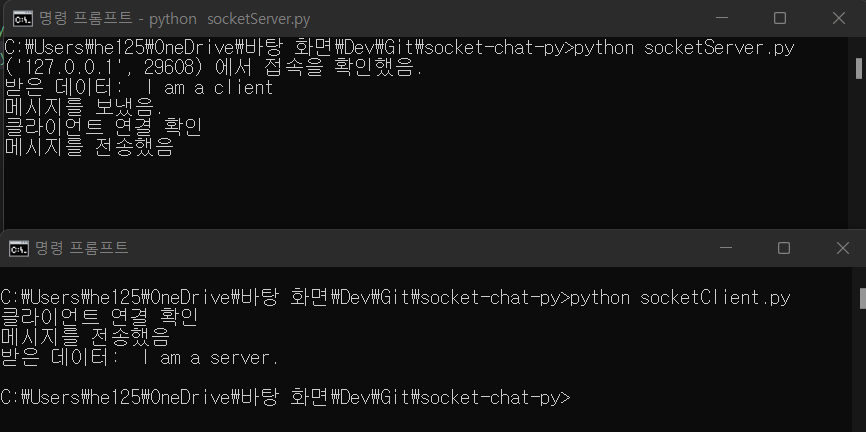 명령 프롬프트 - python  socketServer.py
C:\Users\he125\OneDrive\바탕 화면\Dev\Git\socket-chat-py>python socketServer.py
('127.0.0.1', 29608) 에서 접속을 확인했음.
받은 데이터:  I am a client
메시지를 보냈음.
클라이언트 연결 확인
메시지를 전송했음
명령 프롬프트
C:\Users\he125\OneDrive\바탕 화면\Dev\Git\socket-chat-py>python socketClient.py
클라이언트 연결 확인
메시지를 전송했음
받은 데이터:  I am a server.
C:\Users\he125\OneDrive\바탕 화면\Dev\Git\socket-chat-py>